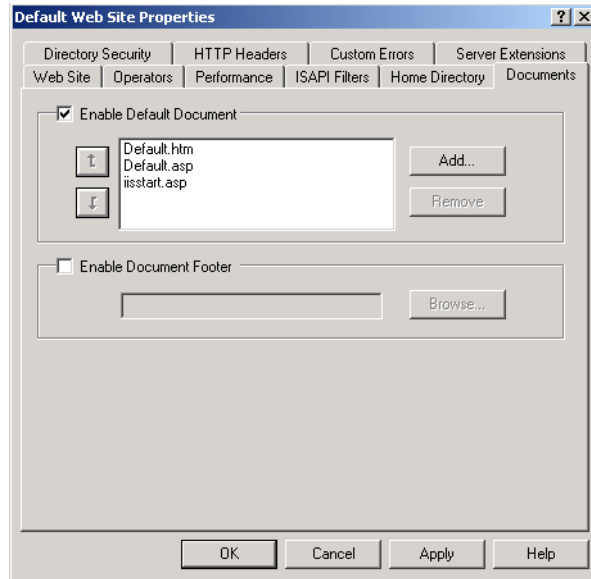 Default Web Site Properties
Directory Security HTTP Headers Custom Errors Server Extensions
Web Site Operators Performance ISAPI Filters Home Directory Documents
Enable Default Document
Default.htm
Default.asp
iisstart.asp
Add...
Remove
Enable Document Footer
Browse...
OK Cancel Apply Help